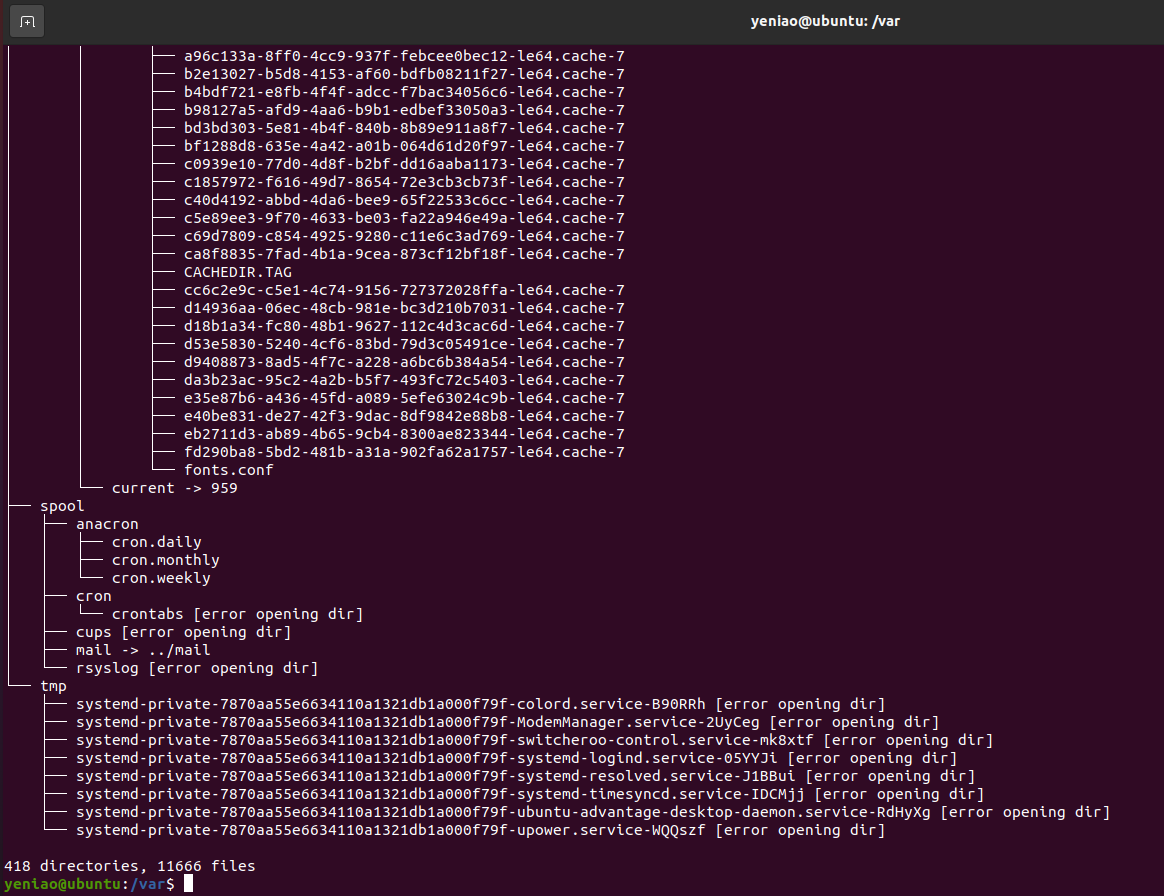 yeniao@ubuntu: /var
├── a96c133a-8ff0-4cc9-937f-febcee0bec12-le64.cache-7
├── b2e13027-b5d8-4153-af60-bdfb08211f27-le64.cache-7
├── b4bdf721-e8fb-4f4f-adcc-f7bac34056c6-le64.cache-7
├── b98127a5-afd9-4aa6-b9b1-edbef33050a3-le64.cache-7
├── bd3bd303-5e81-4b4f-840b-8b89e911a8f7-le64.cache-7
├── bf1288d8-635e-4a42-a01b-064d61d20f97-le64.cache-7
├── c0939e10-77d0-4d8f-b2bf-dd16aaba1173-le64.cache-7
├── c1857972-f616-49d7-8654-72e3cb3cb73f-le64.cache-7
├── c40d4192-abbd-4da6-bee9-65f22533c6cc-le64.cache-7
├── c5e89ee3-9f70-4633-be03-fa22a946e49a-le64.cache-7
├── c69d7809-c854-4925-9280-c11e6c3ad769-le64.cache-7
├── ca8f8835-7fad-4b1a-9cea-873cf12bf18f-le64.cache-7
├── CACHEDIR.TAG
├── cc6c2e9c-c5e1-4c74-9156-727372028ffa-le64.cache-7
├── d14936aa-06ec-48cb-981e-bc3d210b7031-le64.cache-7
├── d18b1a34-fc80-48b1-9627-112c4d3cac6d-le64.cache-7
├── d53e5830-5240-4cf6-83bd-79d3c05491ce-le64.cache-7
├── d9408873-8ad5-4f7c-a228-a6bc6b384a54-le64.cache-7
├── da3b23ac-95c2-4a2b-b5f7-493fc72c5403-le64.cache-7
├── e35e87b6-a436-45fd-a089-5efe63024c9b-le64.cache-7
├── e40be831-de27-42f3-9dac-8df9842e88b8-le64.cache-7
├── eb2711d3-ab89-4b65-9cb4-8300ae823344-le64.cache-7
├── fd290ba8-5bd2-481b-a31a-902fa62a1757-le64.cache-7
└── fonts.conf
└── current -> 959
├── spool
│   ├── anacron
│   │   ├── cron.daily
│   │   ├── cron.monthly
│   │   └── cron.weekly
│   ├── cron
│   │   └── crontabs [error opening dir]
│   ├── cups [error opening dir]
│   ├── mail -> ../mail
│   └── rsyslog [error opening dir]
└── tmp
    ├── systemd-private-7870aa55e6634110a1321db1a000f79f-colord.service-B90RRh [error opening dir]
    ├── systemd-private-7870aa55e6634110a1321db1a000f79f-ModemManager.service-2UyCeg [error opening dir]
    ├── systemd-private-7870aa55e6634110a1321db1a000f79f-switcheroo-control.service-mk8xtf [error opening dir]
    ├── systemd-private-7870aa55e6634110a1321db1a000f79f-systemd-logind.service-05YYJi [error opening dir]
    ├── systemd-private-7870aa55e6634110a1321db1a000f79f-systemd-resolved.service-J1BBui [error opening dir]
    ├── systemd-private-7870aa55e6634110a1321db1a000f79f-systemd-timesyncd.service-IDCMjj [error opening dir]
    ├── systemd-private-7870aa55e6634110a1321db1a000f79f-ubuntu-advantage-desktop-daemon.service-RdHyXg [error opening dir]
    └── systemd-private-7870aa55e6634110a1321db1a000f79f-upower.service-WQQszf [error opening dir]
418 directories, 11666 files
yeniao@ubuntu:/var$